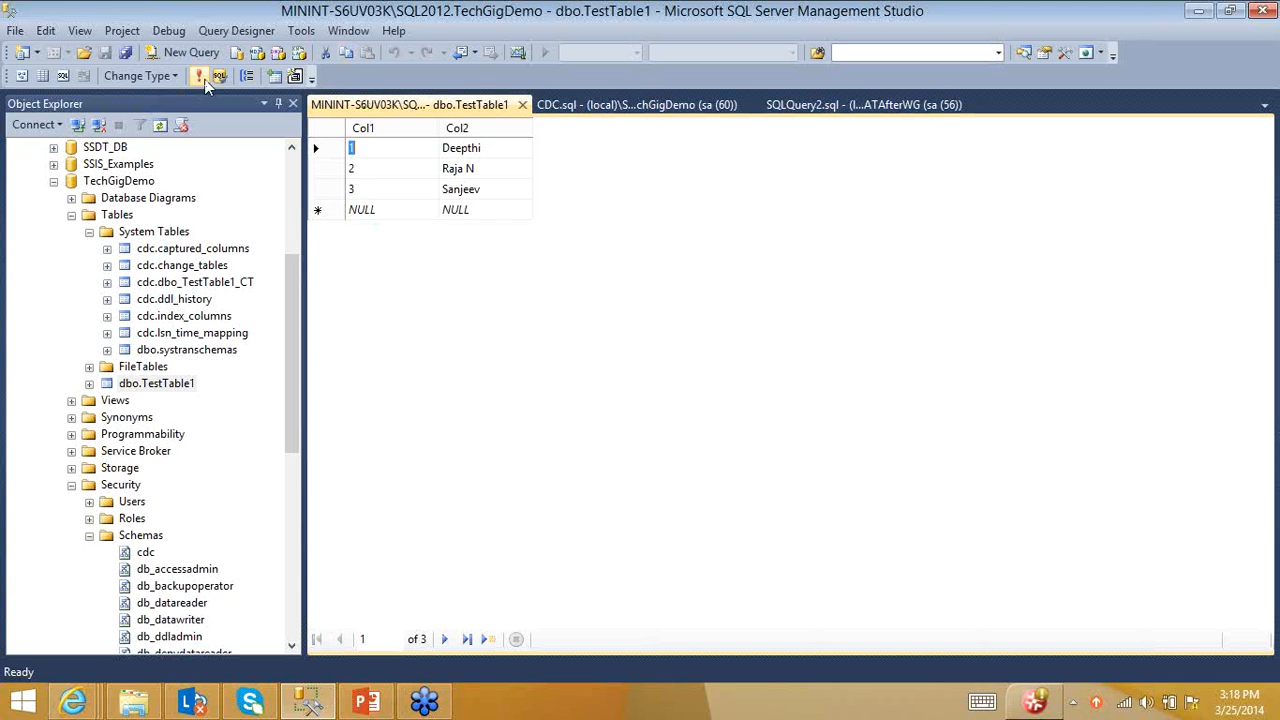 MININT-S6UV03K\SQL2012.TechGigDemo - dbo.TestTable1 - Microsoft SQL Server Management Studio
File Edit View Project Debug Query Designer Tools Window Help
New Query
Change Type
Object Explorer
MININT-S6UV03K\SQ...- dbo.TestTable1
CDC.sql - (local)\S...chGigDemo (sa (60))
SQLQuery2.sql - (l...ATAfterWG (sa (56))
Connect
Col1 Col2
1 Deepthi
2 Raja N
3 Sanjeev
NULL NULL
SSDT_DB
SSIS_Examples
TechGigDemo
Database Diagrams
Tables
System Tables
cdc.captured_columns
cdc.change_tables
cdc.dbo_TestTable1_CT
cdc.ddl_history
cdc.index_columns
cdc.lsn_time_mapping
dbo.systranschemas
FileTables
dbo.TestTable1
Views
Synonyms
Programmability
Service Broker
Storage
Security
Users
Roles
Schemas
cdc
db_accessadmin
db_backupoperator
db_datareader
db_datawriter
db_ddladmin
1 of 3
Ready
3:18 PM
3/25/2014